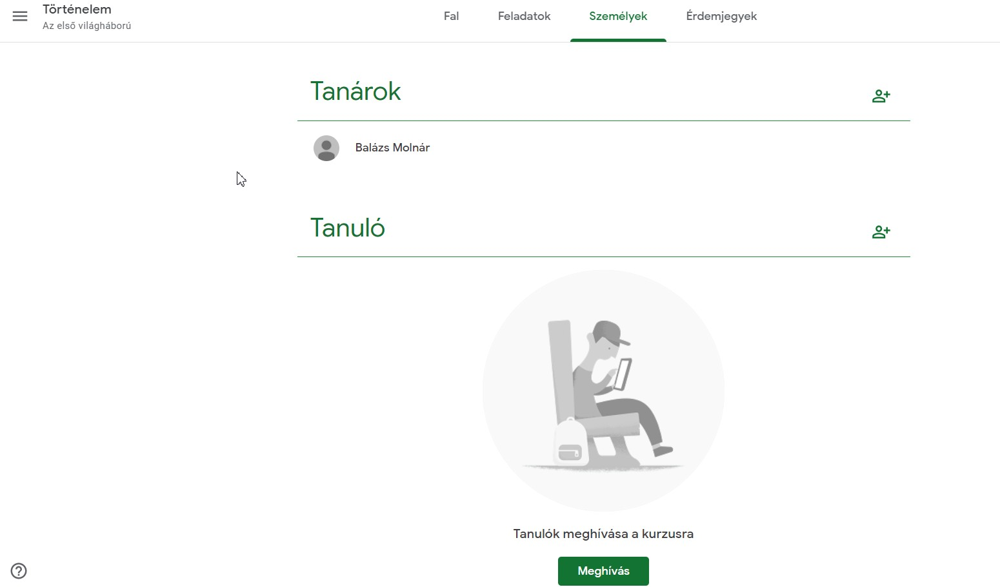 Történelem
Az első világháború
Fal
Feladatok
Személyek
Érdemjegyek
Tanárok
Balázs Molnár
Tanuló
Tanulók meghívása a kurzusra
Meghívás